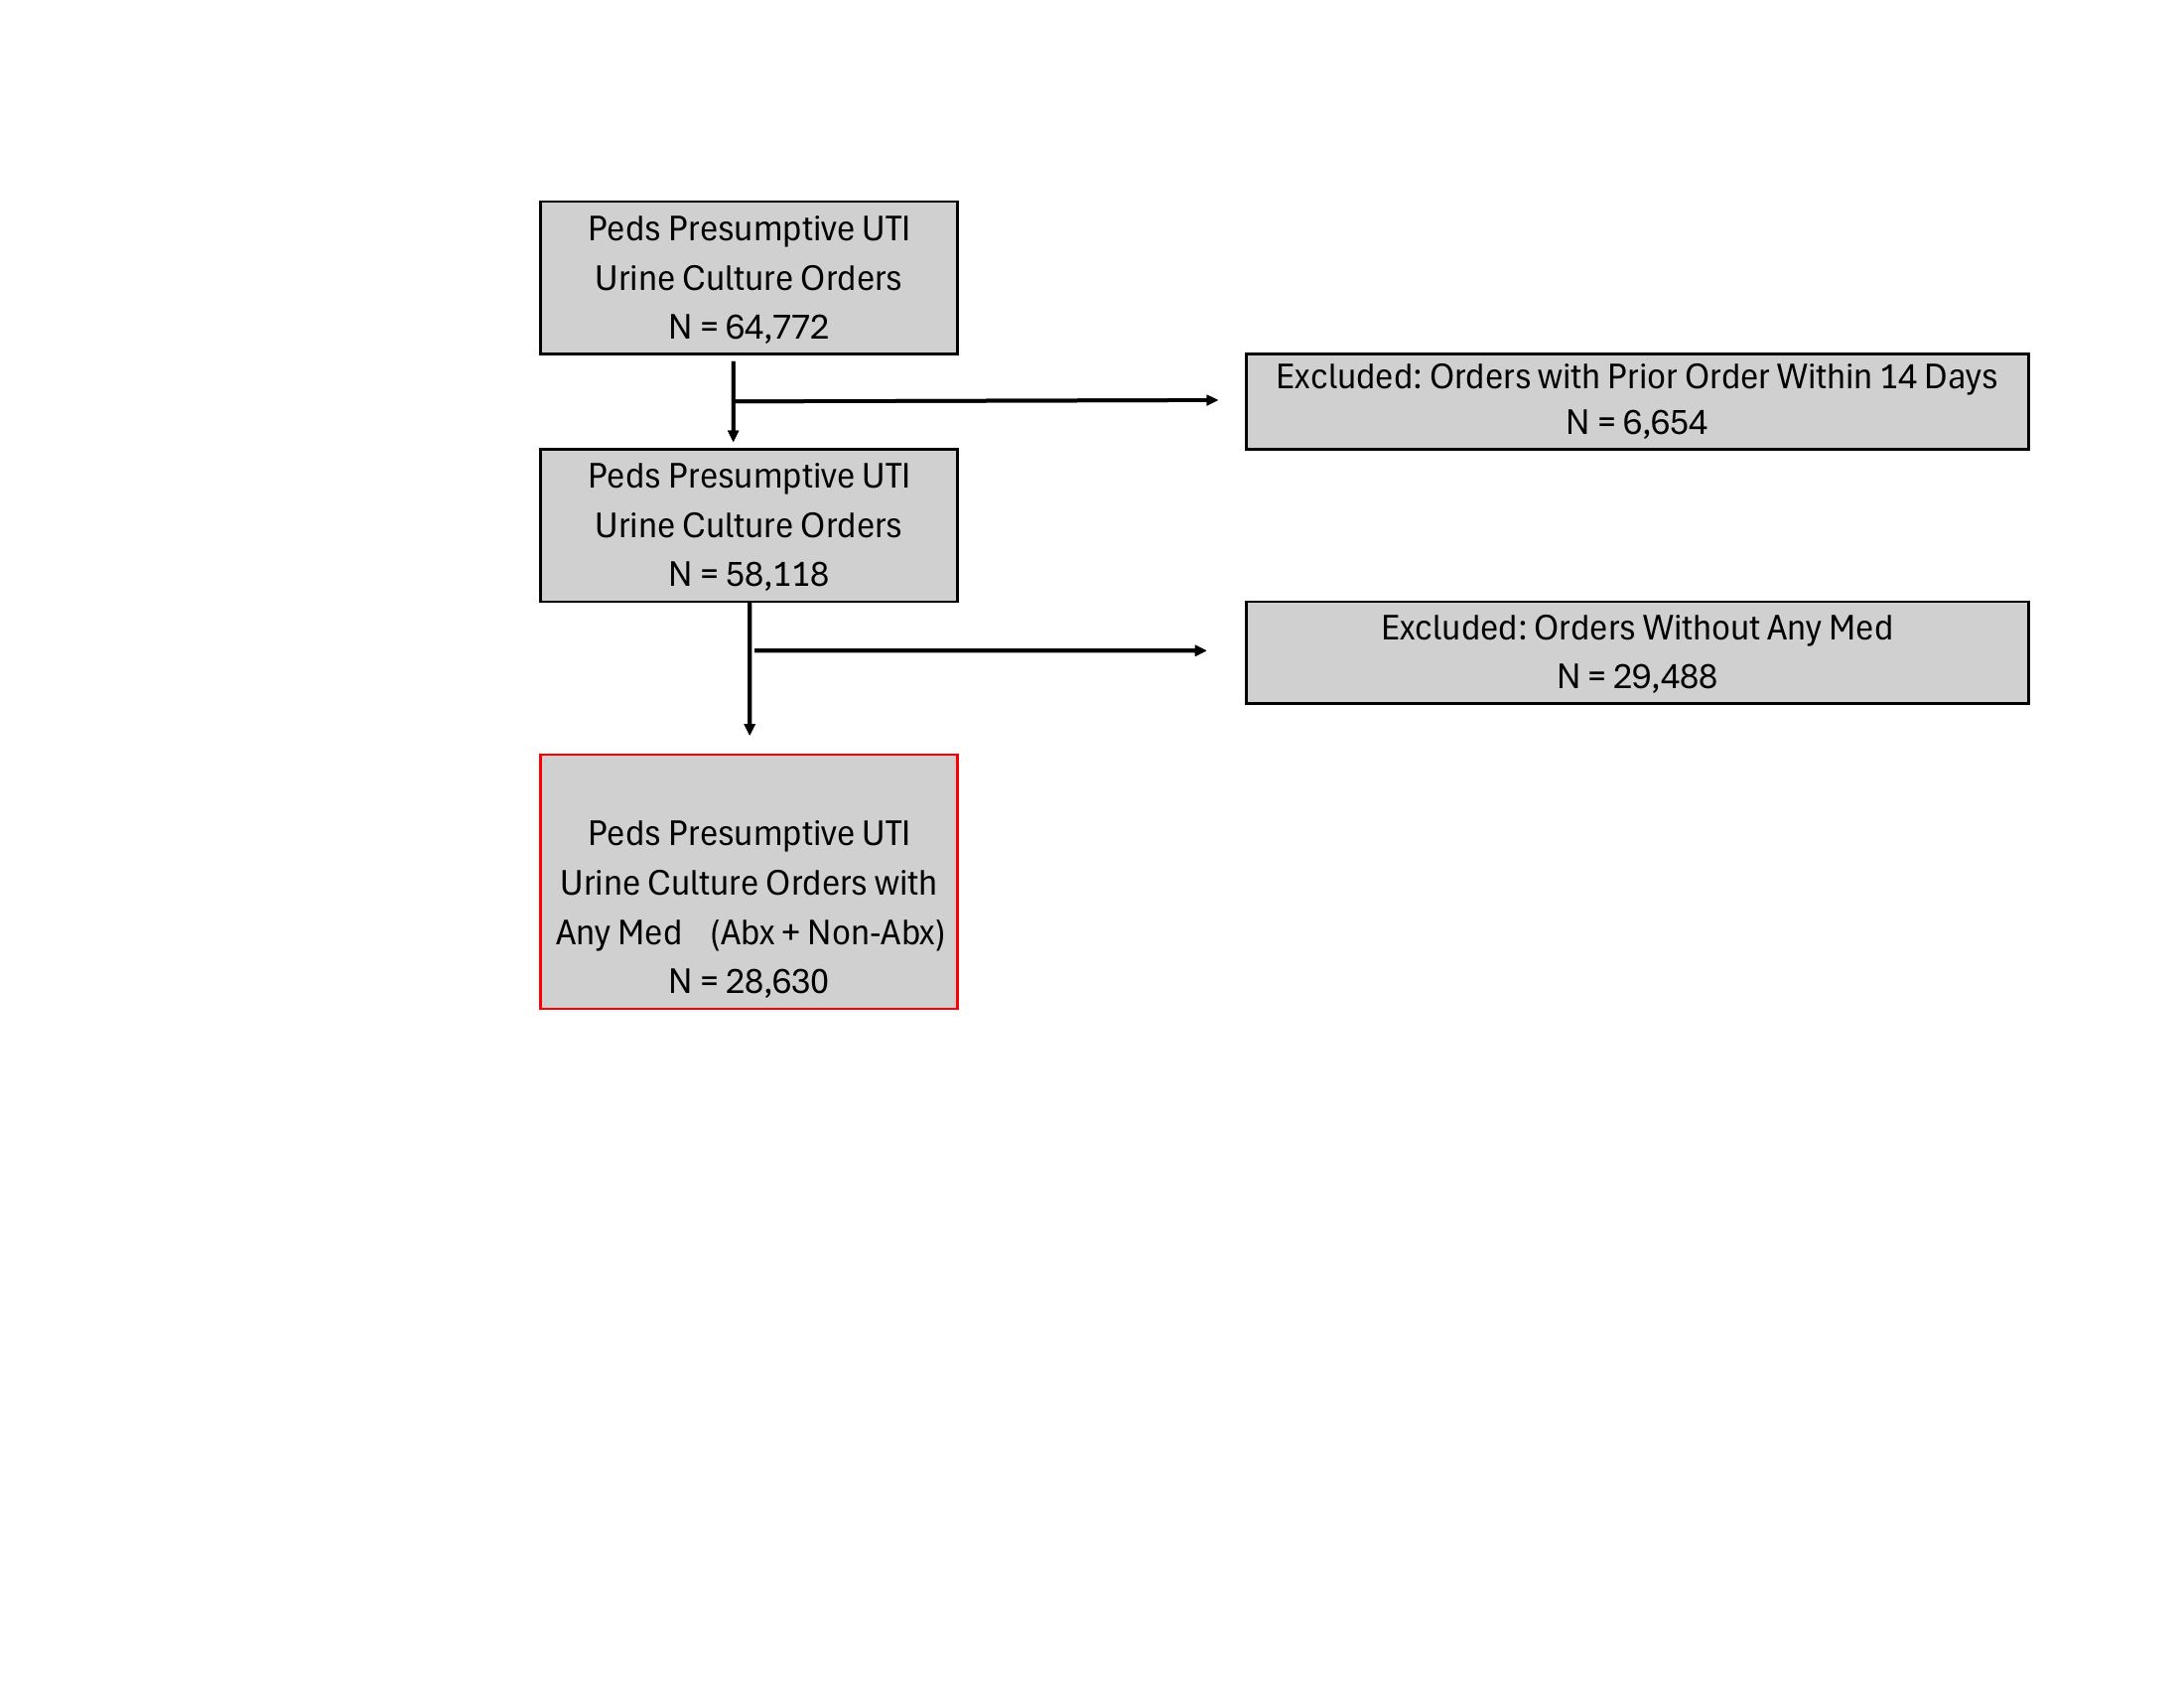 Peds Presumptive UTI
Urine Culture Orders
N = 64,772
Excluded: Orders with Prior Order Within 14 Days
N = 6,654
Peds Presumptive UTI
Urine Culture Orders
N = 58,118
Excluded: Orders Without Any Med
N = 29,488
Peds Presumptive UTI
Urine Culture Orders with
Any Med (Abx + Non-Abx)
N = 28,630